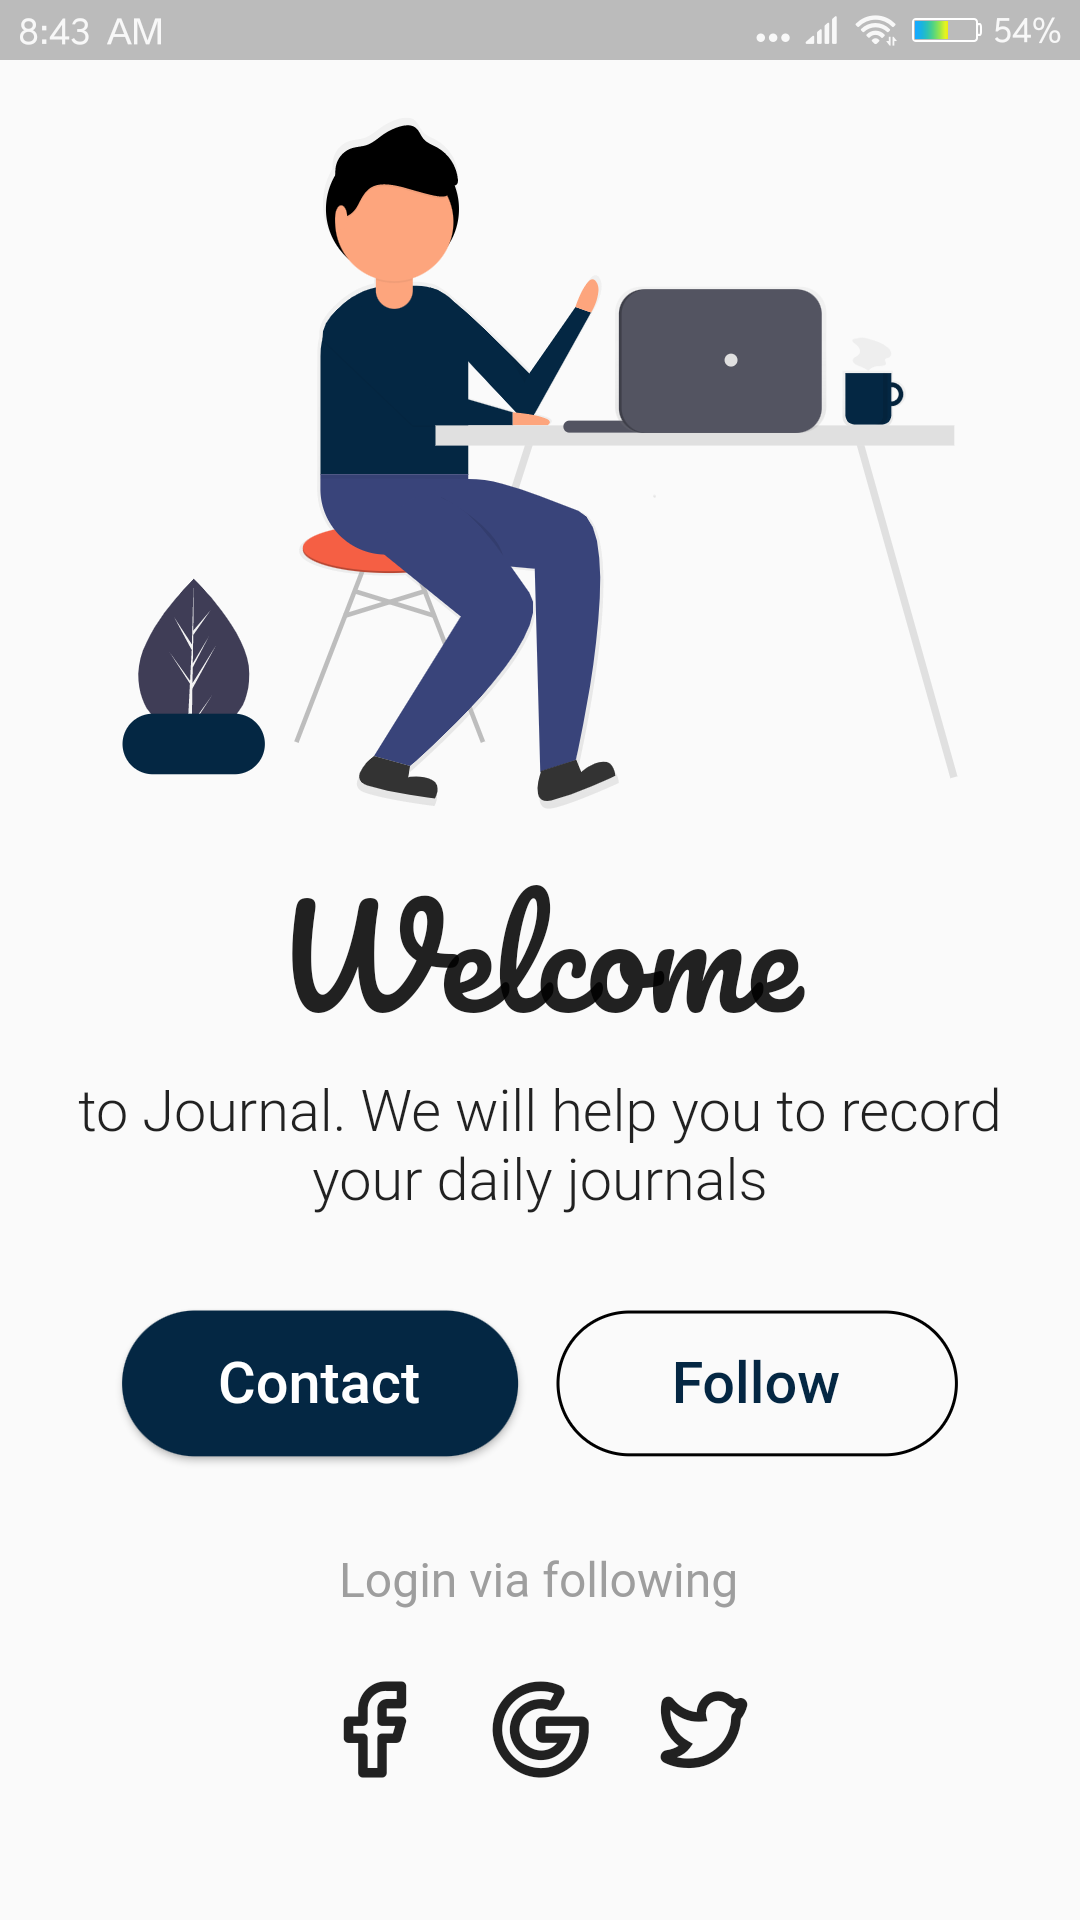 8:43 AM
54%
Welcome
to Journal. We will help you to record
your daily journals
Contact
Follow
Login via following